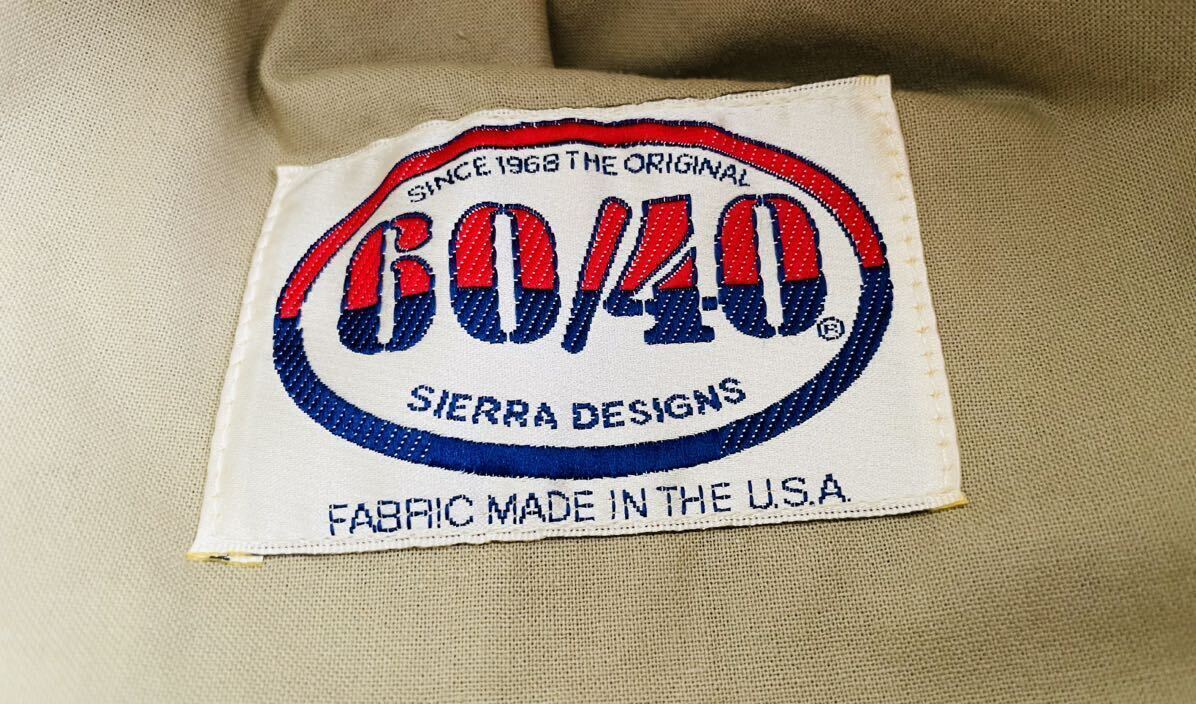 SINCE 1968 THE ORIGINAL
60/40®
SIERRA DESIGNS
FABRIC MADE IN THE U.S.A.